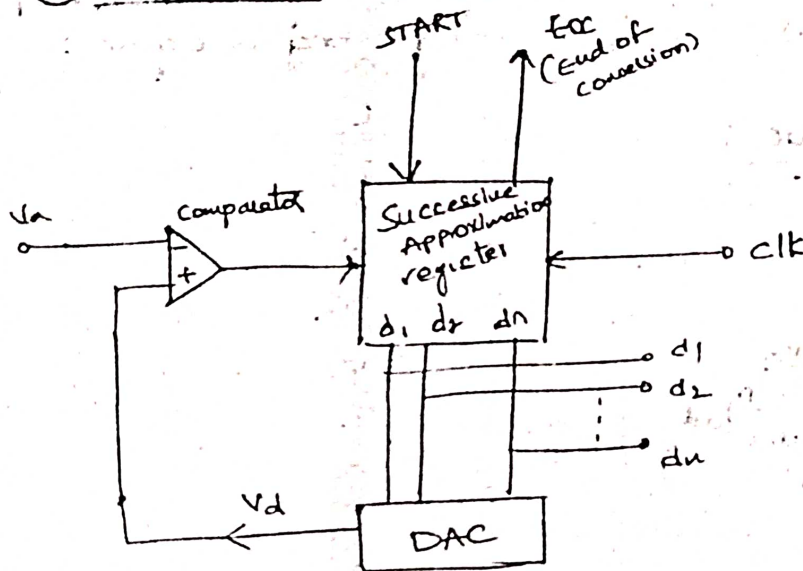 START
EOC
(End of
conversion)
Va
comparator
-
+
Successive
Approximation
register
clk
d1 d2 dn
d1
d2
dn
Vd
DAC